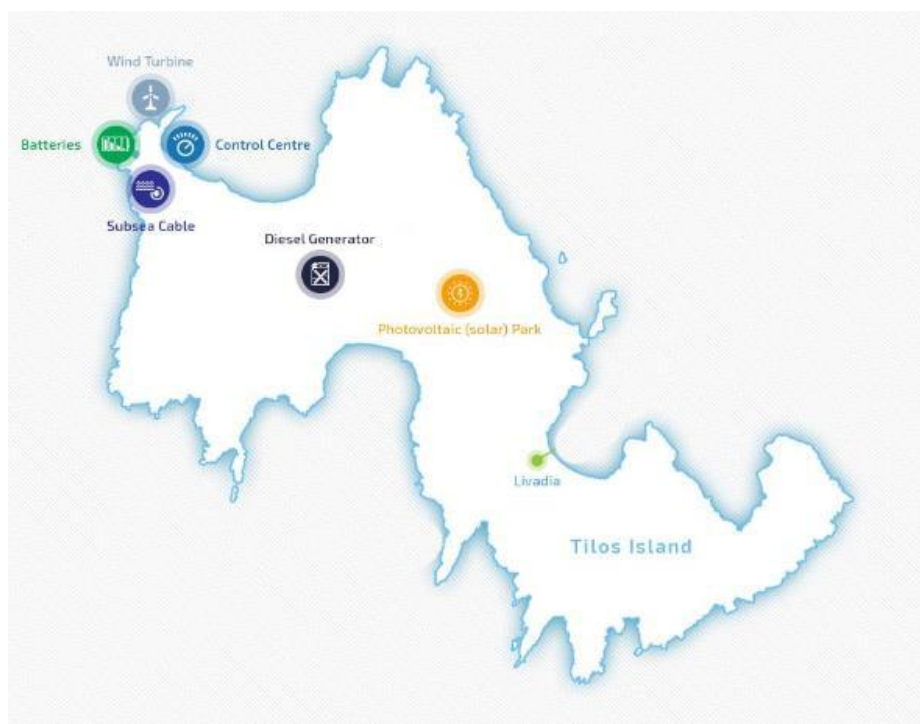 Wind Turbine
Batteries
Control Centre
Subsea Cable
Diesel Generator
Photovoltaic (solar) Park
Livadia
Tilos Island